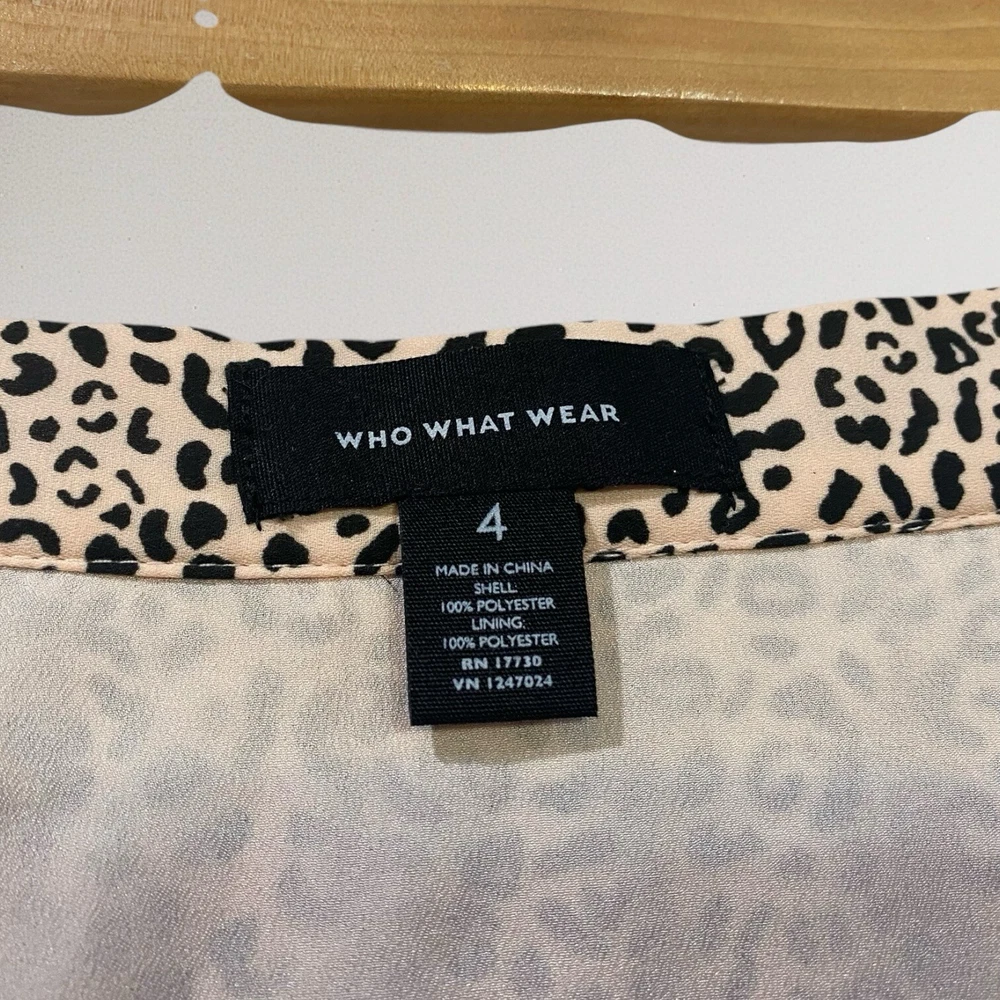 WHO WHAT WEAR
4
MADE IN CHINA
SHELL:
100% POLYESTER
LINING:
100% POLYESTER
RN 17730
VN 1247024